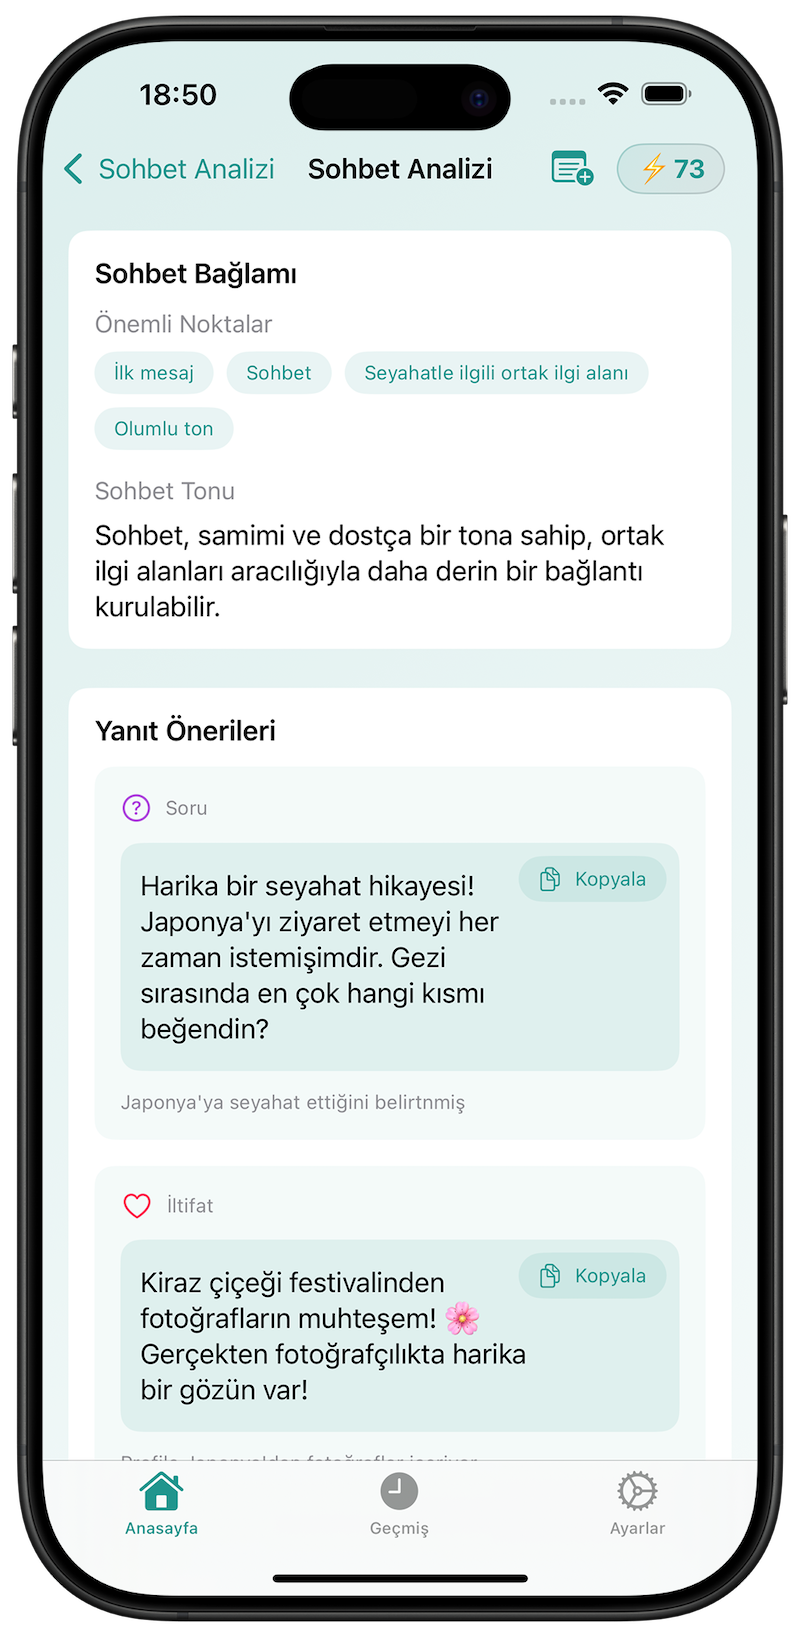 18:50
Sohbet Analizi
Sohbet Analizi
73
Sohbet Bağlamı
Önemli Noktalar
İlk mesaj
Sohbet
Seyahatle ilgili ortak ilgi alanı
Olumlu ton
Sohbet Tonu
Sohbet, samimi ve dostça bir tona sahip, ortak
ilgi alanları aracılığıyla daha derin bir bağlantı
kurulabilir.
Yanıt Önerileri
Soru
Kopyala
Harika bir seyahat hikayesi!
Japonya'yı ziyaret etmeyi her
zaman istemişimdir. Gezi
sırasında en çok hangi kısmı
beğendin?
Japonya'ya seyahat ettiğini belirtnmiş
İltifat
Kopyala
Kiraz çiçeği festivalinden
fotoğrafların muhteşem! 🌸
Gerçekten fotoğrafçılıkta harika
bir gözün var!
Anasayfa
Geçmiş
Ayarlar